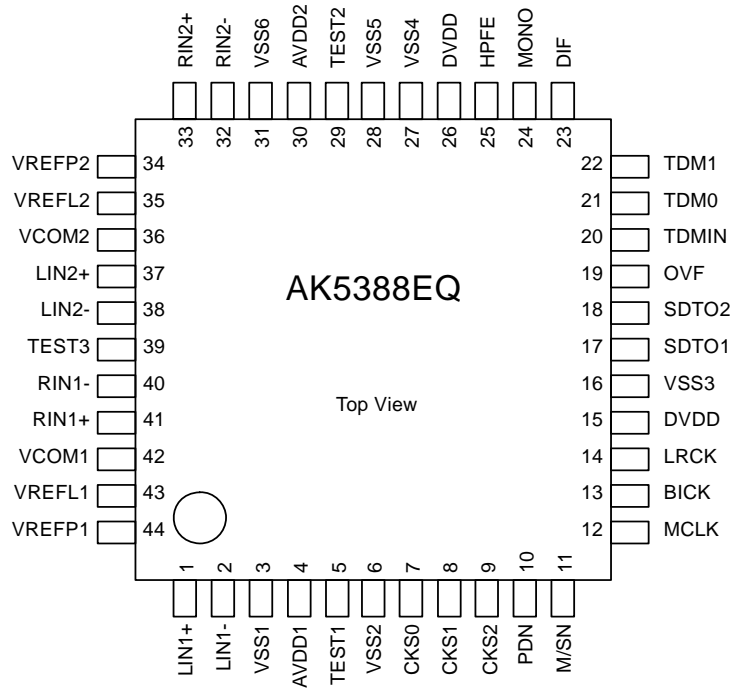 RIN2+ RIN2- VSS6 AVDD2 TEST2 VSS5 VSS4 DVDD HPFE MONO DIF
33 32 31 30 29 28 27 26 25 24 23
VREFP2 34 22 TDM1
VREFL2 35 21 TDM0
VCOM2 36 20 TDMIN
LIN2+ 37 19 OVF
AK5388EQ
LIN2- 38 18 SDTO2
TEST3 39 17 SDTO1
RIN1- 40 16 VSS3
Top View
RIN1+ 41 15 DVDD
VCOM1 42 14 LRCK
VREFL1 43 13 BICK
VREFP1 44 12 MCLK
1 2 3 4 5 6 7 8 9 10 11
LIN1+ LIN1- VSS1 AVDD1 TEST1 VSS2 CKS0 CKS1 CKS2 PDN M/SN